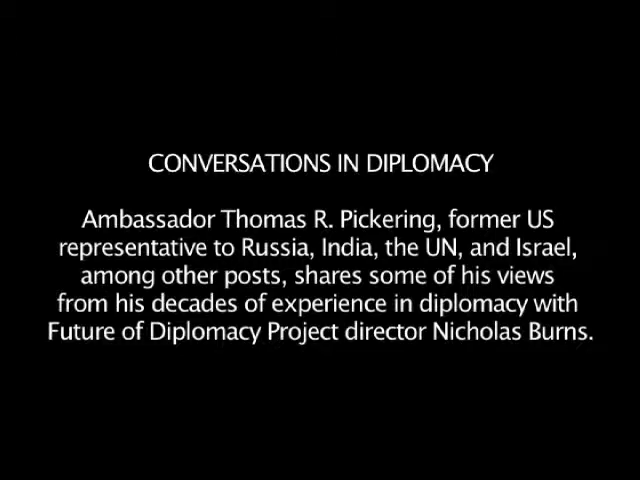 CONVERSATIONS IN DIPLOMACY
Ambassador Thomas R. Pickering, former US
representative to Russia, India, the UN, and Israel,
among other posts, shares some of his views
from his decades of experience in diplomacy with
Future of Diplomacy Project director Nicholas Burns.